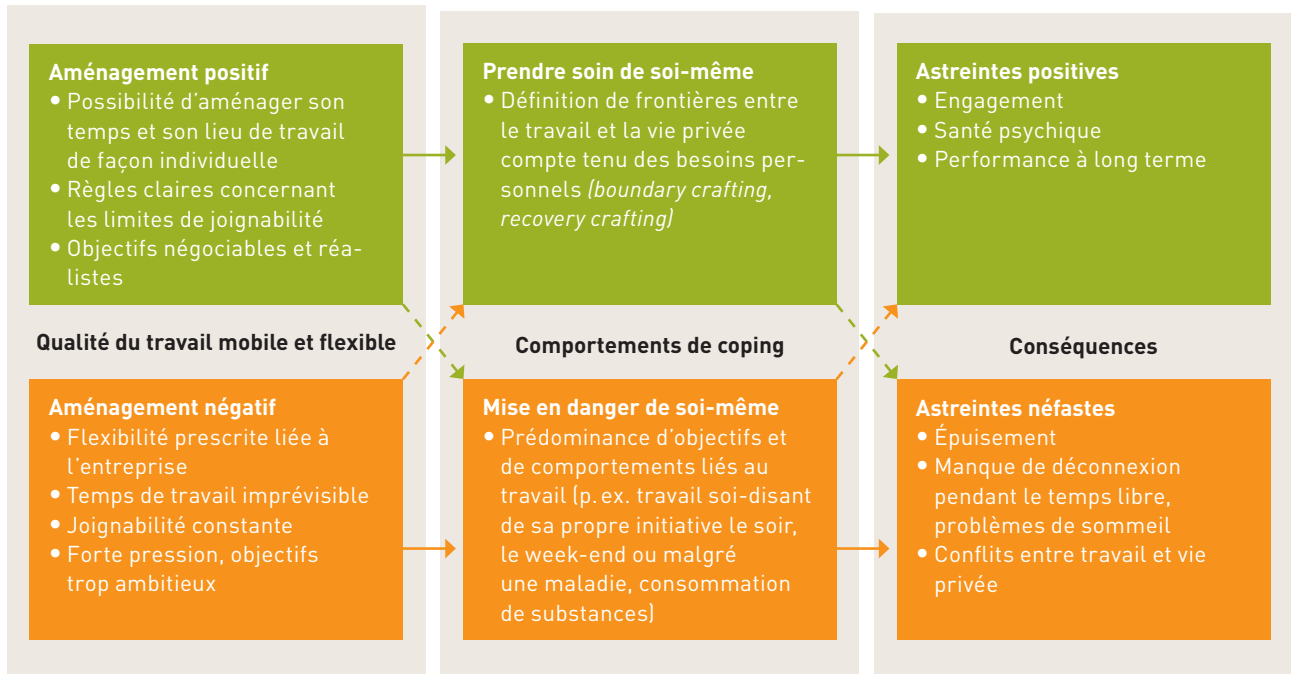 Aménagement positif
• Possibilité d'aménager son
temps et son lieu de travail
de façon individuelle
• Règles claires concernant
les limites de joignabilité
• Objectifs négociables et réa-
listes
Qualité du travail mobile et flexible
Aménagement négatif
• Flexibilité prescrite liée à
l'entreprise
• Temps de travail imprévisible
• Joignabilité constante
• Forte pression, objectifs
trop ambitieux
Prendre soin de soi-même
• Définition de frontières entre
le travail et la vie privée
compte tenu des besoins per-
sonnels (boundary crafting,
recovery crafting)
Comportements de coping
Mise en danger de soi-même
• Prédominance d'objectifs et
de comportements liés au
travail (p. ex. travail soi-disant
de sa propre initiative le soir,
le week-end ou malgré
une maladie, consommation
de substances)
Astreintes positives
• Engagement
• Santé psychique
• Performance à long terme
Conséquences
Astreintes néfastes
• Épuisement
• Manque de déconnexion
pendant le temps libre,
problèmes de sommeil
• Conflits entre travail et vie
privée